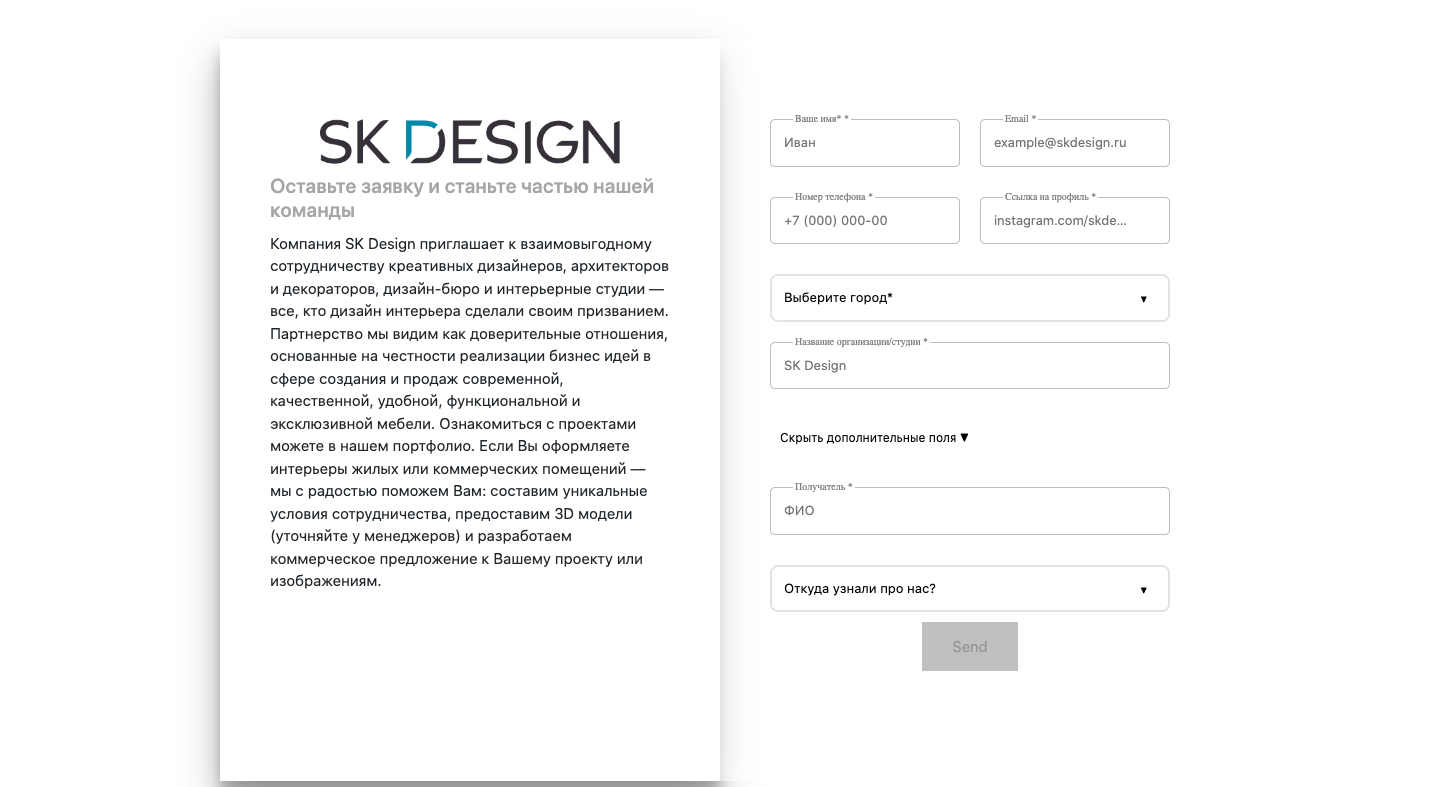 SK DESIGN
Оставьте заявку и станьте частью нашей
команды
Компания SK Design приглашает к взаимовыгодному
сотрудничеству креативных дизайнеров, архитекторов
и декораторов, дизайн-бюро и интерьерные студии —
все, кто дизайн интерьера сделали своим призванием.
Партнерство мы видим как доверительные отношения,
основанные на честности реализации бизнес идей в
сфере создания и продаж современной,
качественной, удобной, функциональной и
эксклюзивной мебели. Ознакомиться с проектами
можете в нашем портфолио. Если Вы оформляете
интерьеры жилых или коммерческих помещений —
мы с радостью поможем Вам: составим уникальные
условия сотрудничества, предоставим 3D модели
(уточняйте у менеджеров) и разработаем
коммерческое предложение к Вашему проекту или
изображениям.
Ваше имя* *
Иван
Email *
example@skdesign.ru
Номер телефона *
+7 (000) 000-00
Ссылка на профиль *
instagram.com/skde...
Выберите город* ▼
Название организации/студии *
SK Design
Скрыть дополнительные поля ▼
Получатель *
ФИО
Откуда узнали про нас? ▼
Send